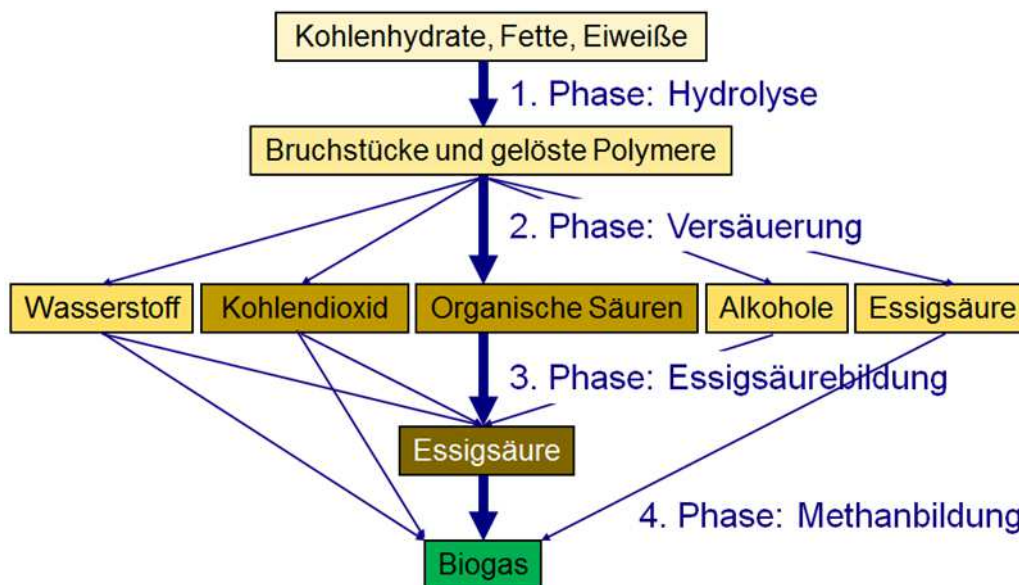 Kohlenhydrate, Fette, Eiweiße
1. Phase: Hydrolyse
Bruchstücke und gelöste Polymere
2. Phase: Versäuerung
Wasserstoff
Kohlendioxid
Organische Säuren
Alkohole
Essigsäure
3. Phase: Essigsäurebildung
Essigsäure
4. Phase: Methanbildung
Biogas